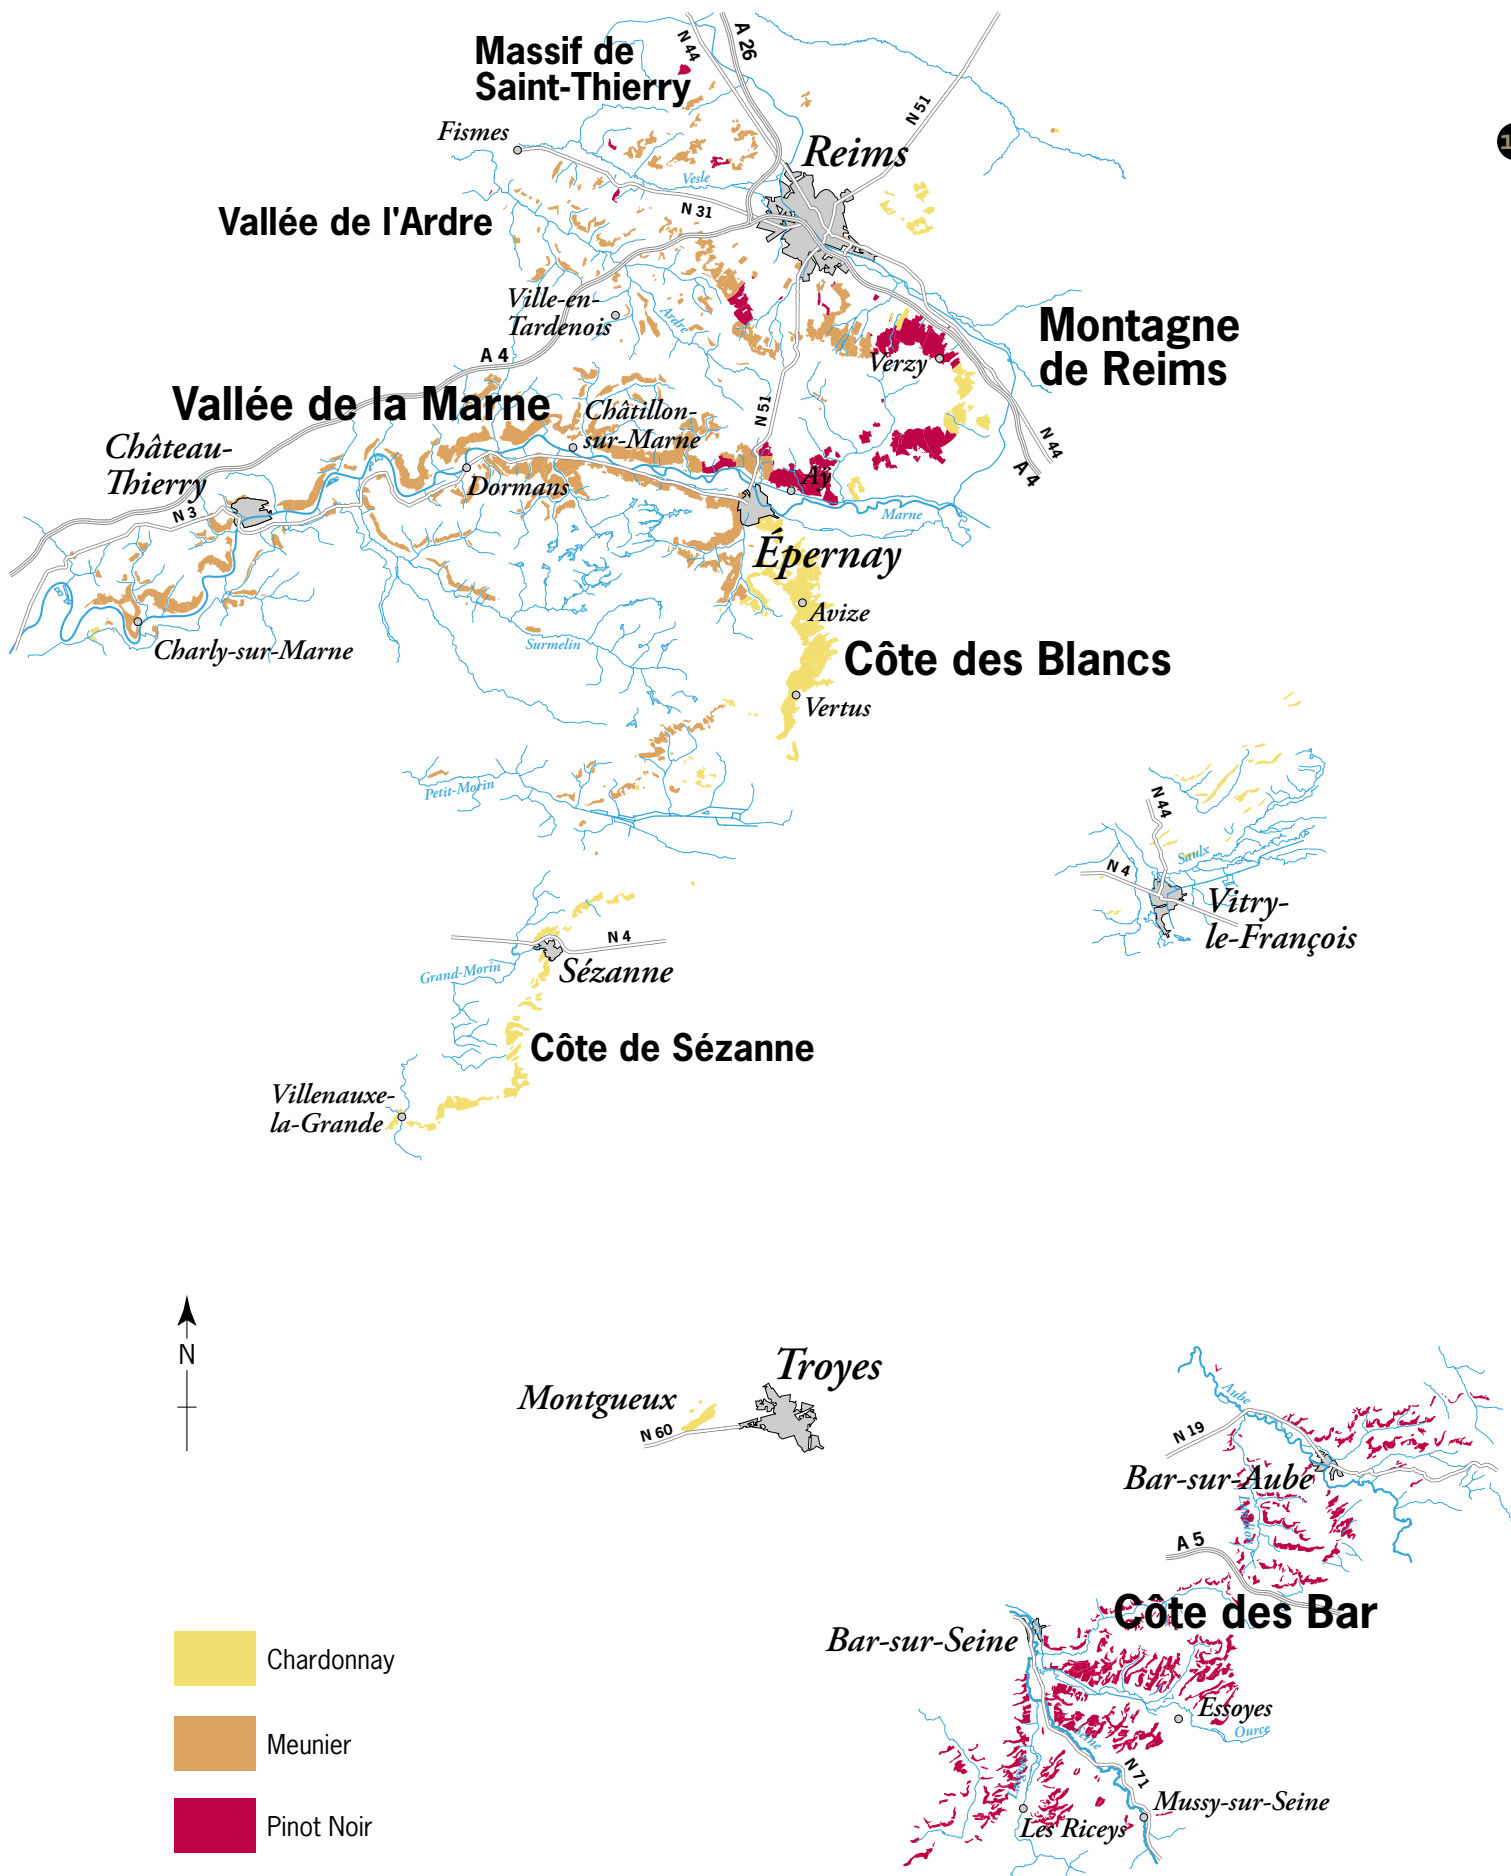 Massif de
Saint-Thierry
N 44
A 26
N 51
Fismes
Reims
Vesle
N 31
Vallée de l'Ardre
Ville-en-
Tardenois
Ardre
A 4
Verzy
Montagne
de Reims
Vallée de la Marne
Châtillon-
sur-Marne
N 51
N 44
A 4
Château-
Thierry
N 3
Dormans
Aÿ
Marne
Épernay
Avize
Charly-sur-Marne
Surmelin
Côte des Blancs
Vertus
Petit-Morin
N 44
Saulx
N 4
Vitry-
le-François
N 4
Grand-Morin
Sézanne
Côte de Sézanne
Villenauxe-
la-Grande
N
Troyes
Montgueux
N 60
Aube
N 19
Bar-sur-Aube
A 5
Côte des Bar
Bar-sur-Seine
Essoyes
Ource
Seine
N 71
Mussy-sur-Seine
Les Riceys
Chardonnay
Meunier
Pinot Noir